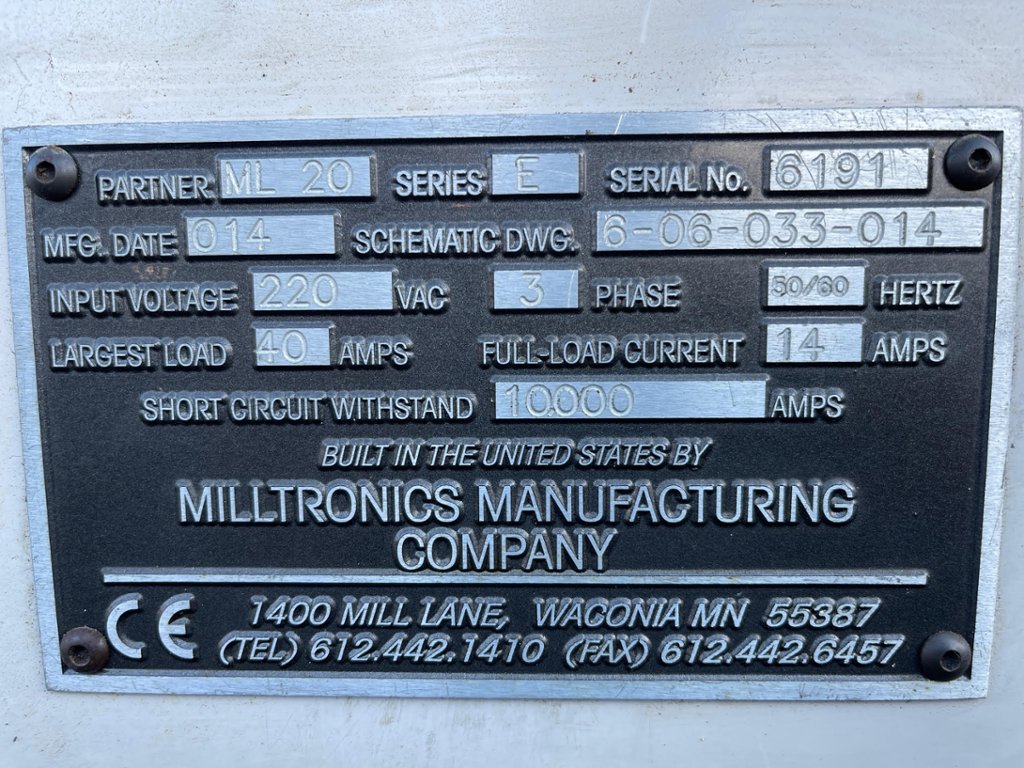 PARTNER ML 20 SERIES E SERIAL No. 6191
MFG. DATE 014 SCHEMATIC DWG. 6-06-033-014
INPUT VOLTAGE 220 VAC 3 PHASE 50/60 HERTZ
LARGEST LOAD 40 AMPS FULL-LOAD CURRENT 14 AMPS
SHORT CIRCUIT WITHSTAND 10000 AMPS
BUILT IN THE UNITED STATES BY
MILLTRONICS MANUFACTURING
COMPANY
CE 1400 MILL LANE, WACONIA MN 55387
(TEL) 612.442.1410 (FAX) 612.442.6457